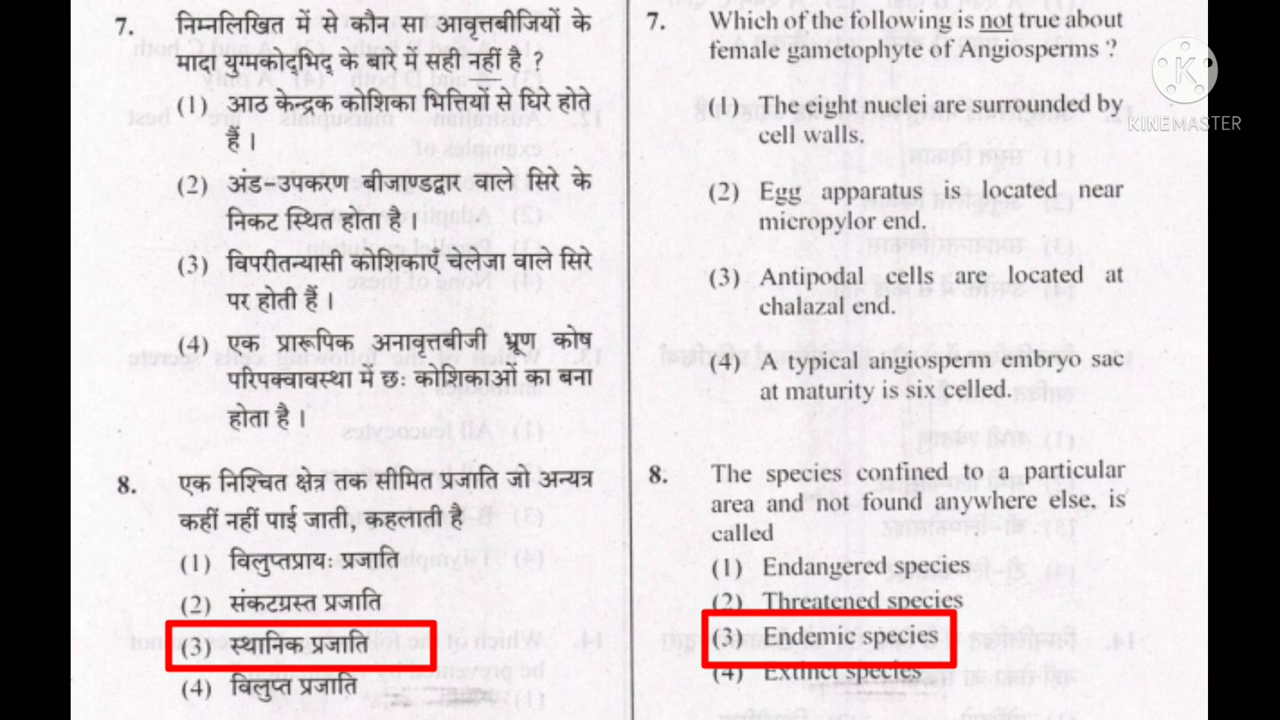 7. निम्नलिखित में से कौन सा आवृत्तबीजियों के
मादा युग्मकोद्भिद के बारे में सही नहीं है ?
(1) आठ केन्द्रक कोशिका भित्तियों से घिरे होते
हैं ।
(2) अंड-उपकरण बीजाण्डद्वार वाले सिरे के
निकट स्थित होता है ।
(3) विपरीतन्यासी कोशिकाएँ चेलेजा वाले सिरे
पर होती हैं ।
(4) एक प्रारूपिक अनावृत्तबीजी भ्रूण कोष
परिपक्वावस्था में छः कोशिकाओं का बना
होता है ।
8. एक निश्चित क्षेत्र तक सीमित प्रजाति जो अन्यत्र
कहीं नहीं पाई जाती, कहलाती है
(1) विलुप्तप्रायः प्रजाति
(2) संकटग्रस्त प्रजाति
(3) स्थानिक प्रजाति
(4) विलुप्त प्रजाति
7. Which of the following is not true about
female gametophyte of Angiosperms ?
(1) The eight nuclei are surrounded by
cell walls.
(2) Egg apparatus is located near
micropylor end.
(3) Antipodal cells are located at
chalazal end.
(4) A typical angiosperm embryo sac
at maturity is six celled.
8. The species confined to a particular
area and not found anywhere else, is
called
(1) Endangered species
(2) Threatened species
(3) Endemic species
(4) Extinct species
K
KINEMASTER